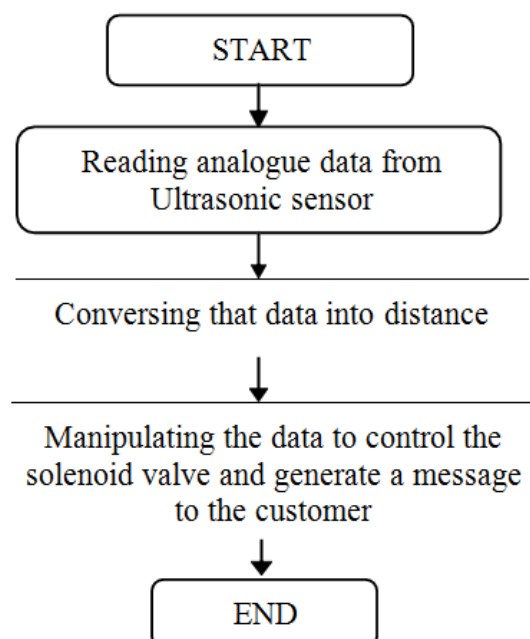 START
Reading analogue data from
Ultrasonic sensor
Conversing that data into distance
Manipulating the data to control the
solenoid valve and generate a message
to the customer
END